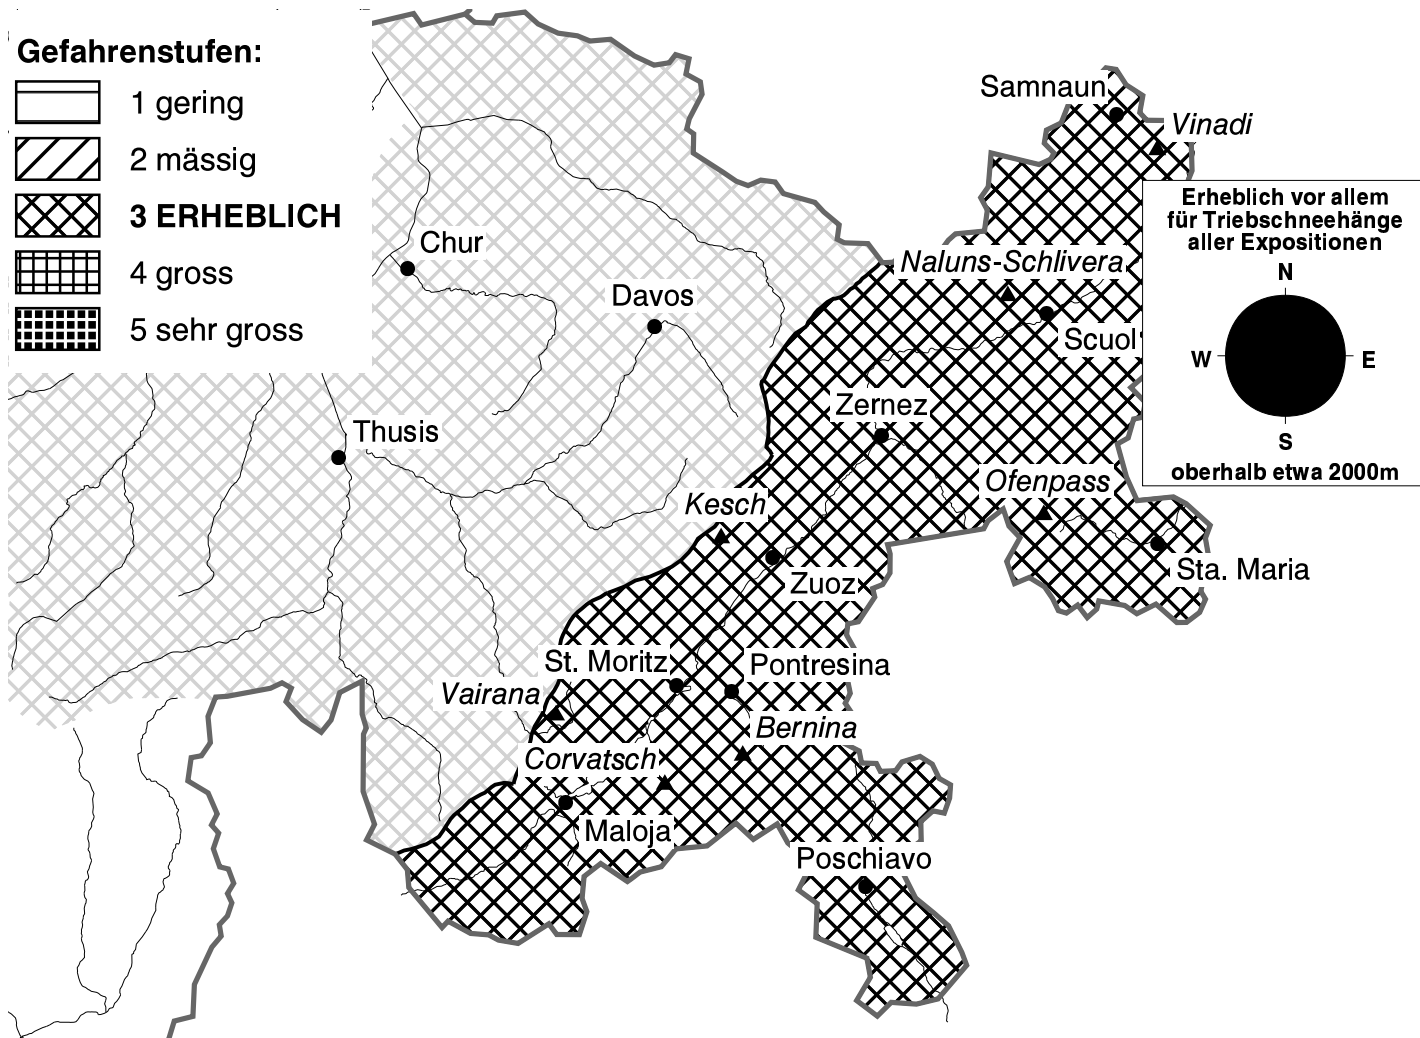 Gefahrenstufen:
1 gering
2 mässig
3 ERHEBLICH
4 gross
5 sehr gross
Samnaun
Vinadi
Erheblich vor allem
für Triebschneehänge
aller Expositionen
N
W
E
S
oberhalb etwa 2000m
Chur
Naluns-Schlivera
Davos
Scuol
Zernez
Thusis
Ofenpass
Kesch
Sta. Maria
Zuoz
St. Moritz
Pontresina
Vairana
Bernina
Corvatsch
Maloja
Poschiavo